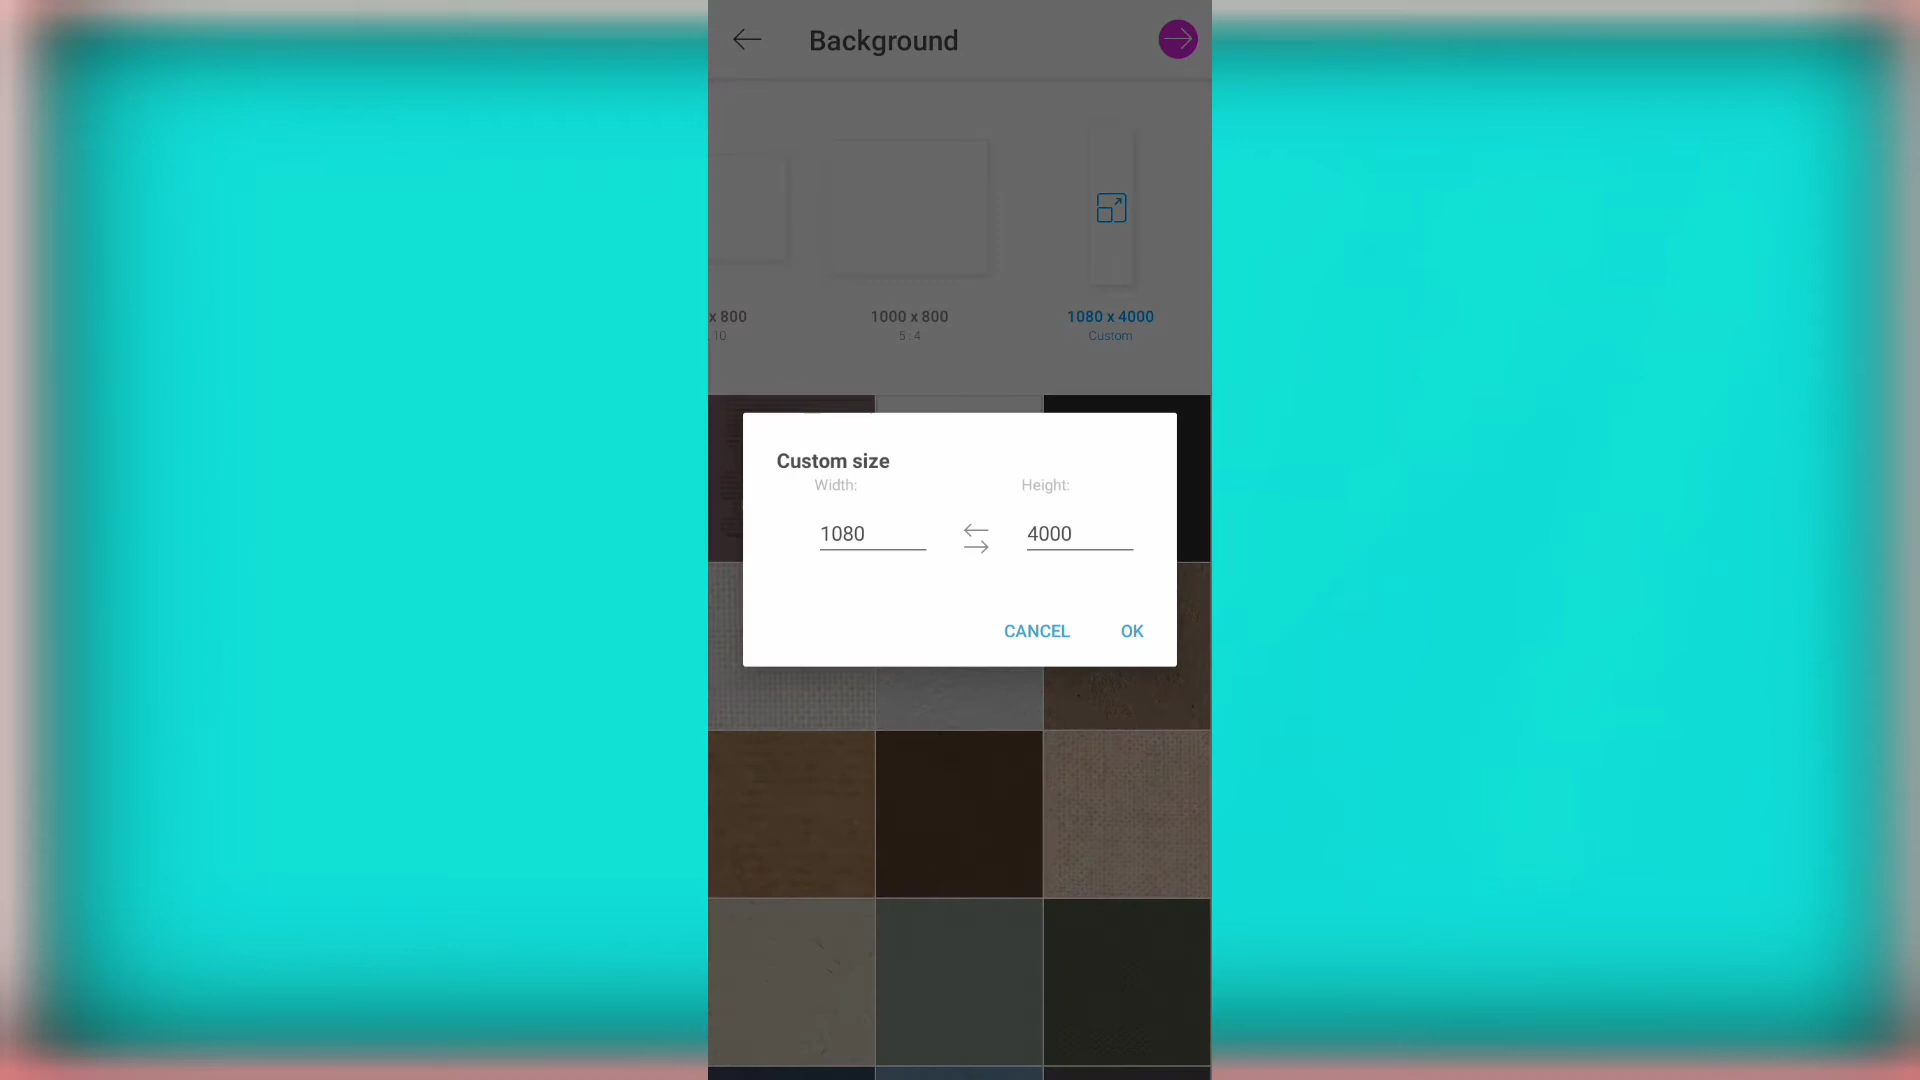 Background
x 800
10
1000 x 800
5 : 4
1080 x 4000
Custom
Custom size
Width:
Height:
1080
4000
CANCEL
OK